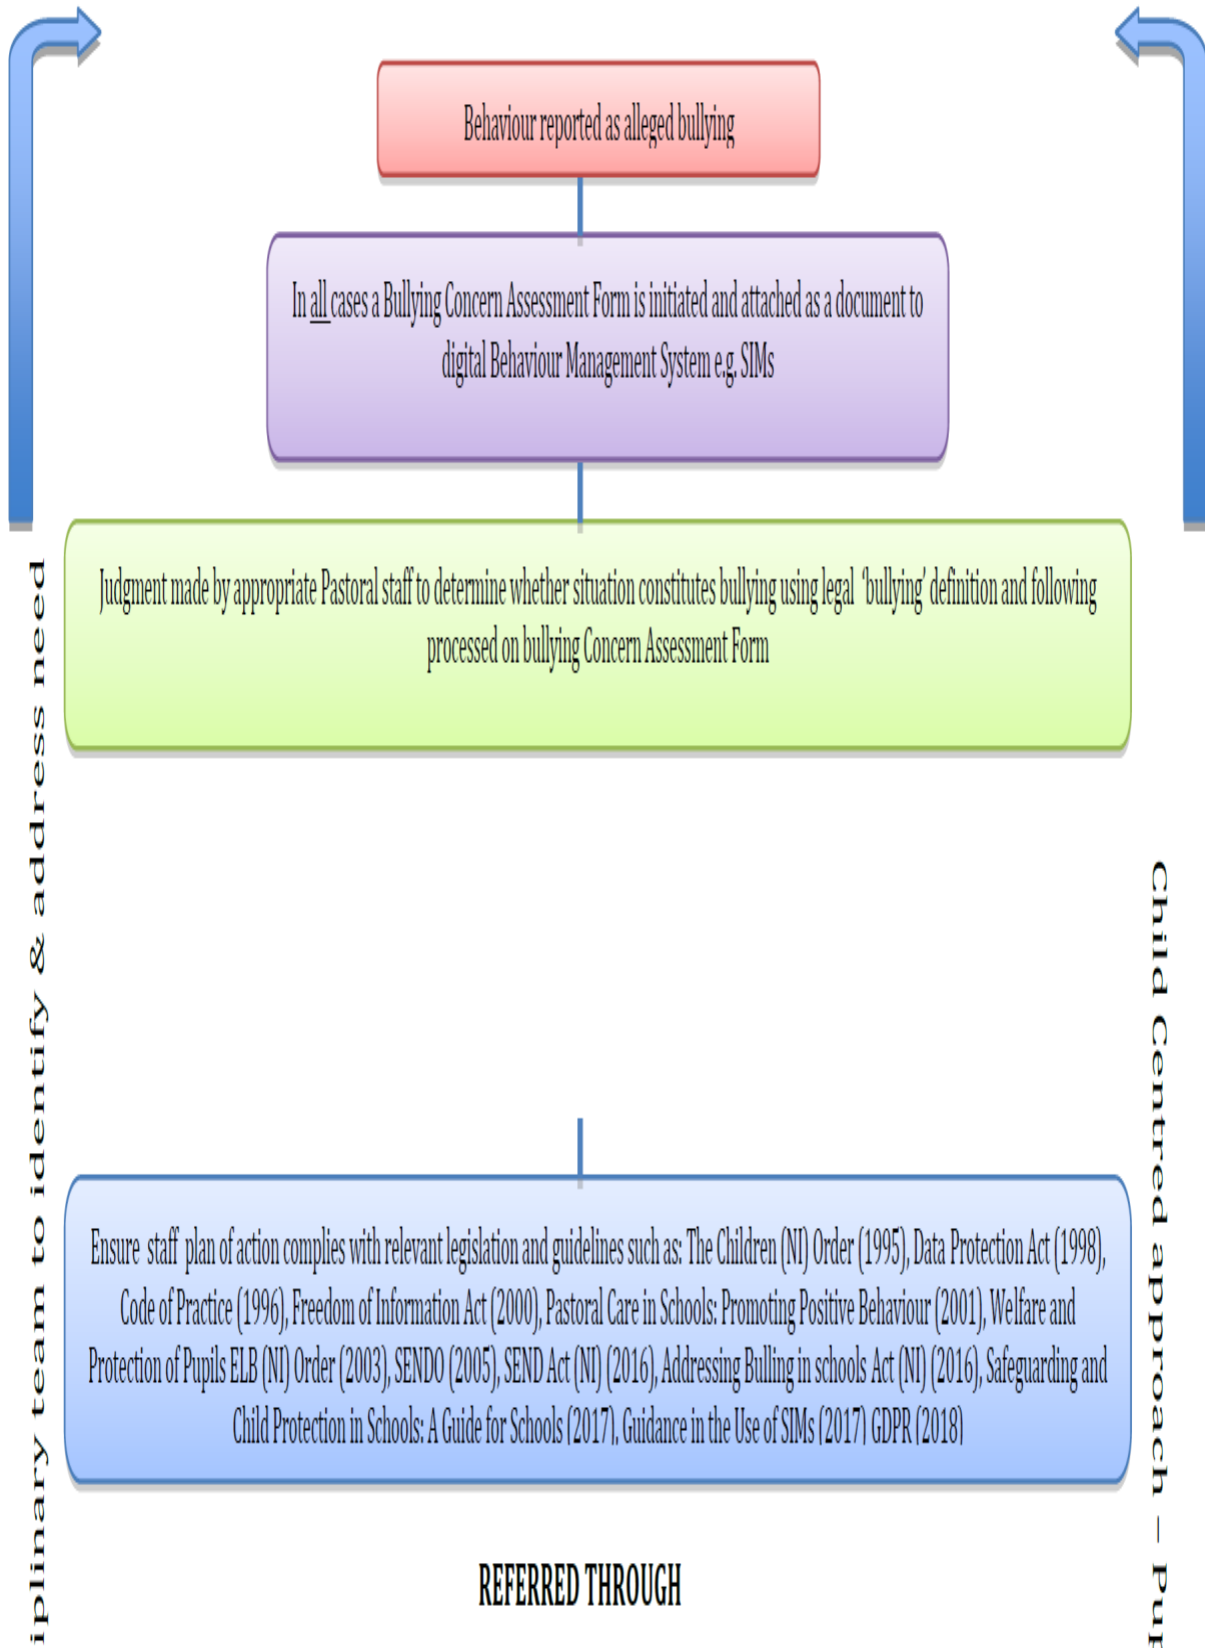 Behaviour reported as alleged bullying
In all cases a Bullying Concern Assessment Form is initiated and attached as a document to
digital Behaviour Management System e.g. SIMs
Judgment made by appropriate Pastoral staff to determine whether situation constitutes bullying using legal ‘bullying’ definition and following
processed on bullying Concern Assessment Form
Ensure staff plan of action complies with relevant legislation and guidelines such as: The Children (NI) Order (1995), Data Protection Act (1998),
Code of Practice (1996), Freedom of Information Act (2000), Pastoral Care in Schools: Promoting Positive Behaviour (2001), Welfare and
Protection of Pupils ELB (NI) Order (2003), SENDO (2005), SEND Act (NI) (2016), Addressing Bulling in schools Act (NI) (2016), Safeguarding and
Child Protection in Schools: A Guide for Schools (2017), Guidance in the Use of SIMs (2017) GDPR (2018)
REFERRED THROUGH
iplinary team to identify & address need
Child Centred approach –